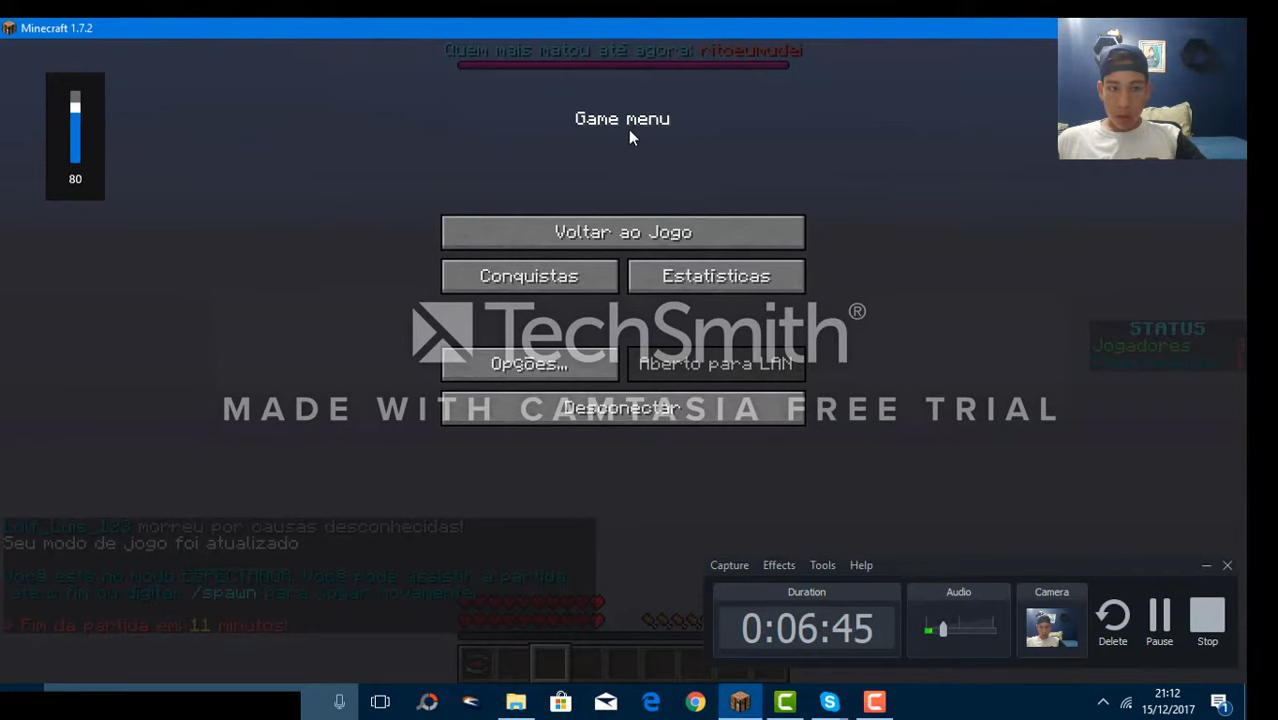 Minecraft 1.7.2
Quem mais matou até agora: ritoeumudei
Game menu
80
Voltar ao Jogo
Conquistas
Estatísticas
TechSmith®
STATUS
Jogadores
Opções...
Aberto para LAN
Desconectar
MADE WITH CAMTASIA FREE TRIAL
morreu por causas desconhecidas!
Seu modo de jogo foi atualizado
Você está no modo ESPECTADOR. Você pode assistir a partida
até o fim ou digitar /spawn para jogar novamente!
> Fim da partida em: 11 minutos!
Capture Effects Tools Help
Duration
Audio
Camera
0:06:45
Delete
Pause
Stop
21:12
15/12/2017
1